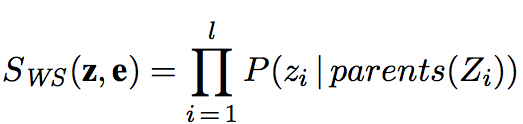 S_{WS}(𝐳, 𝐞) = ∏_{i=1}^{l} P(z_i | parents(Z_i))